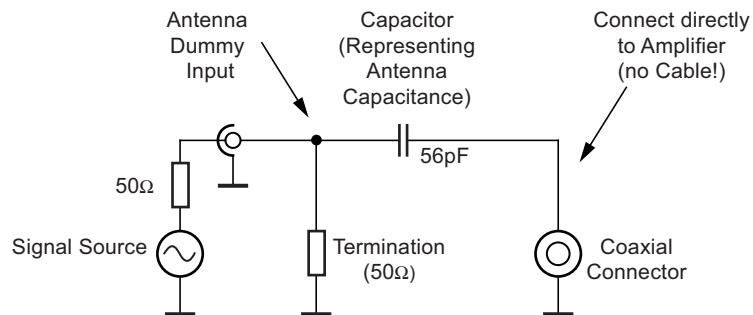 Antenna
Dummy
Input
Capacitor
(Representing
Antenna
Capacitance)
Connect directly
to Amplifier
(no Cable!)
56pF
50Ω
Signal Source
Termination
(50Ω)
Coaxial
Connector